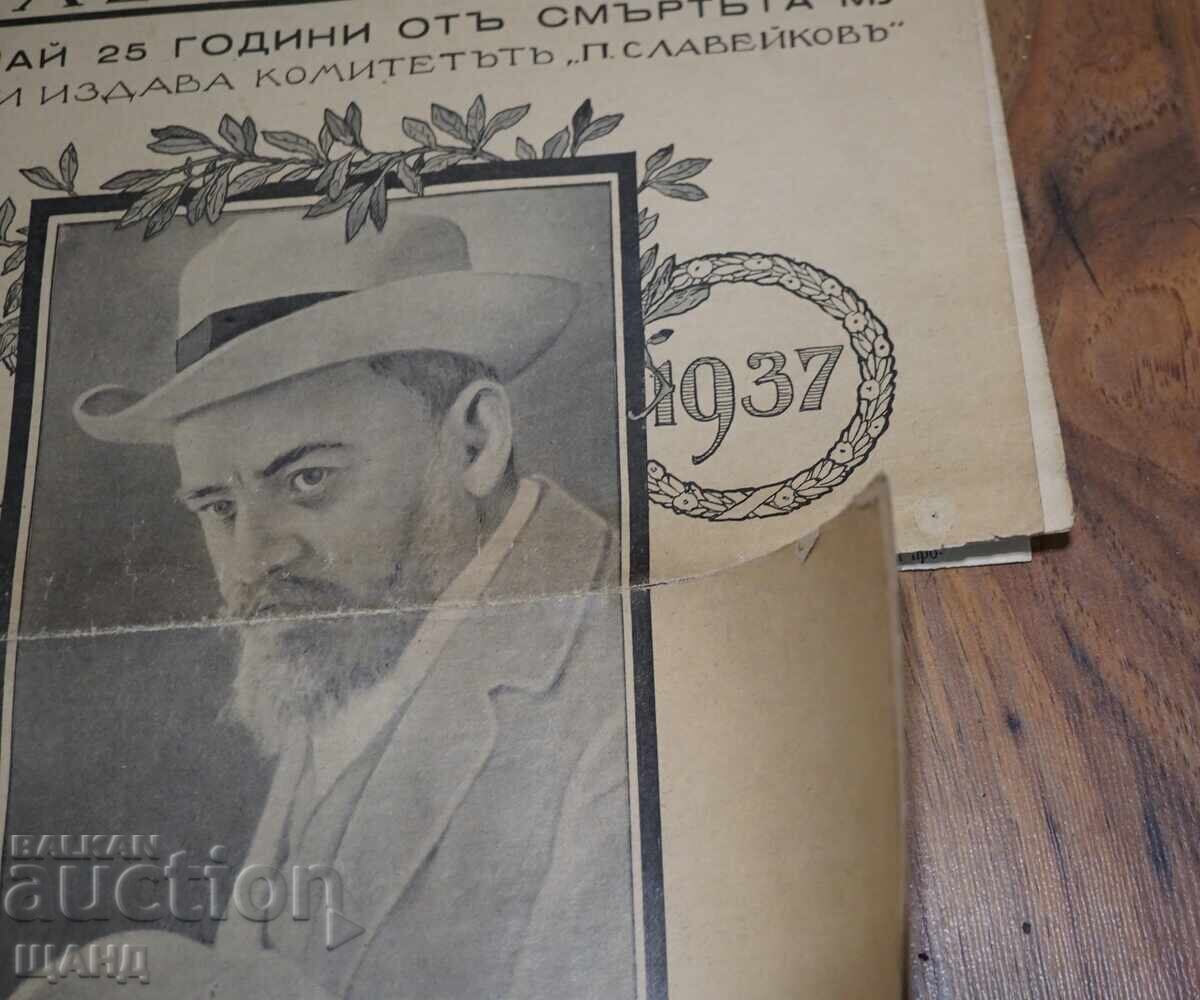 АЙ 25 ГОДИНИ ОТЪ СМЪРТЬТА МУ
И ИЗДАВА КОМИТЕТЪТЪ „П. СЛАВЕЙКОВЪ“
1937
BALKAN
auction
ЩАНД